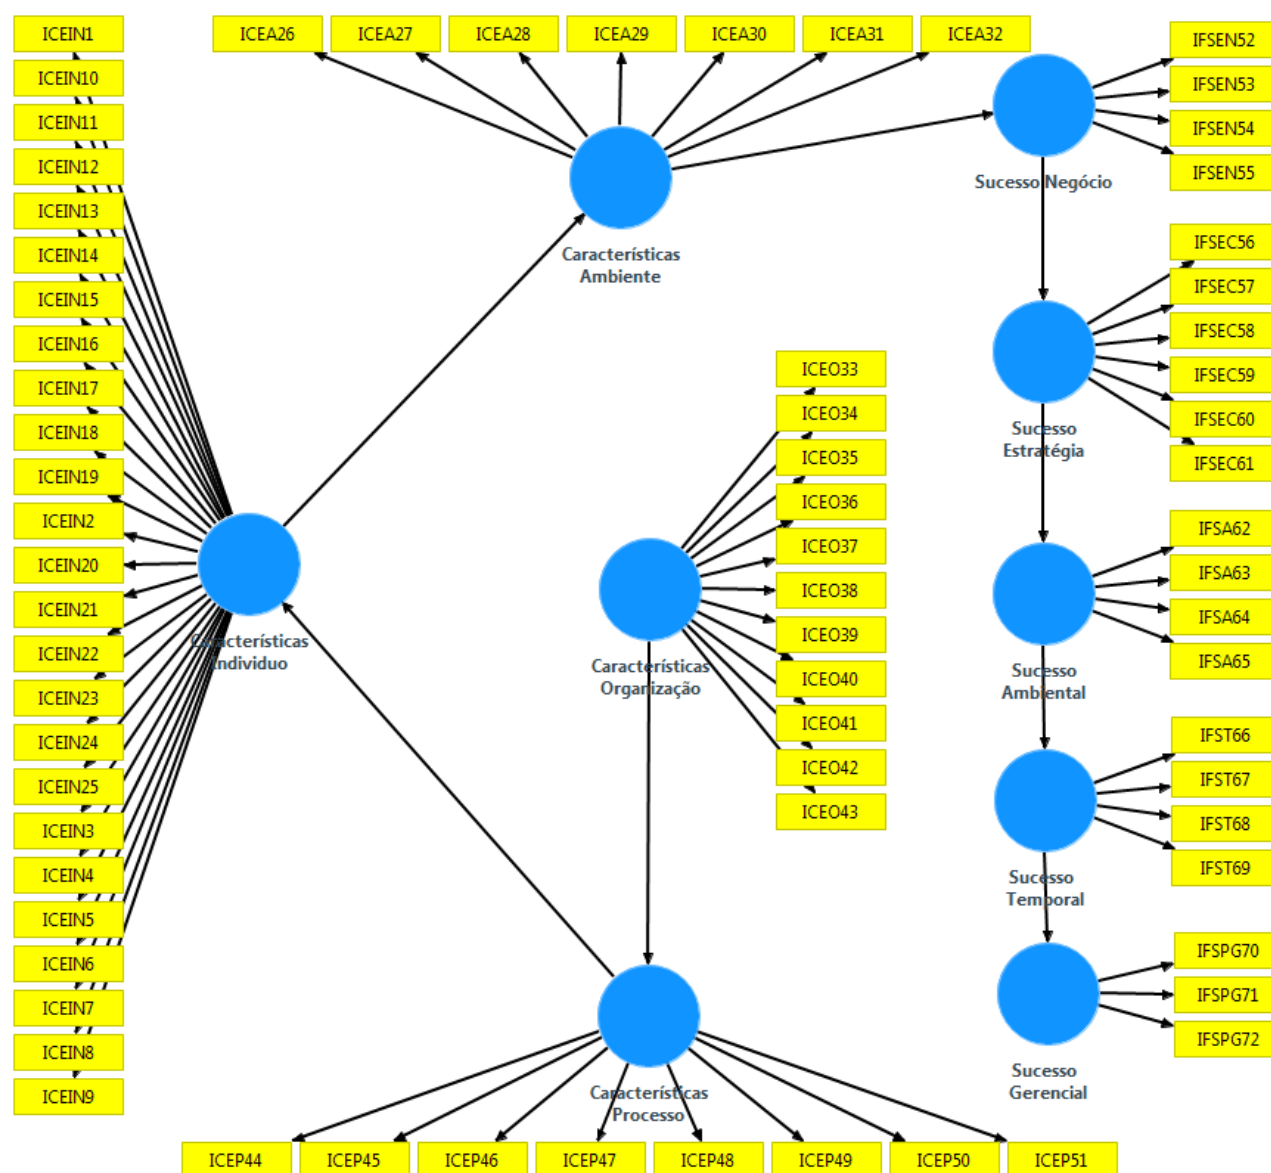 ICEIN1
ICEIN10
ICEIN11
ICEIN12
ICEIN13
ICEIN14
ICEIN15
ICEIN16
ICEIN17
ICEIN18
ICEIN19
ICEIN2
ICEIN20
ICEIN21
ICEIN22
ICEIN23
ICEIN24
ICEIN25
ICEIN3
ICEIN4
ICEIN5
ICEIN6
ICEIN7
ICEIN8
ICEIN9
Características
Individuo
ICEA26 ICEA27 ICEA28 ICEA29 ICEA30 ICEA31 ICEA32
Características
Ambiente
ICEO33
ICEO34
ICEO35
ICEO36
ICEO37
ICEO38
ICEO39
ICEO40
ICEO41
ICEO42
ICEO43
Características
Organização
Características
Processo
ICEP44 ICEP45 ICEP46 ICEP47 ICEP48 ICEP49 ICEP50 ICEP51
IFSEN52
IFSEN53
IFSEN54
IFSEN55
Sucesso Negócio
IFSEC56
IFSEC57
IFSEC58
IFSEC59
IFSEC60
IFSEC61
Sucesso
Estratégia
IFSA62
IFSA63
IFSA64
IFSA65
Sucesso
Ambiental
IFST66
IFST67
IFST68
IFST69
Sucesso
Temporal
IFSPG70
IFSPG71
IFSPG72
Sucesso
Gerencial